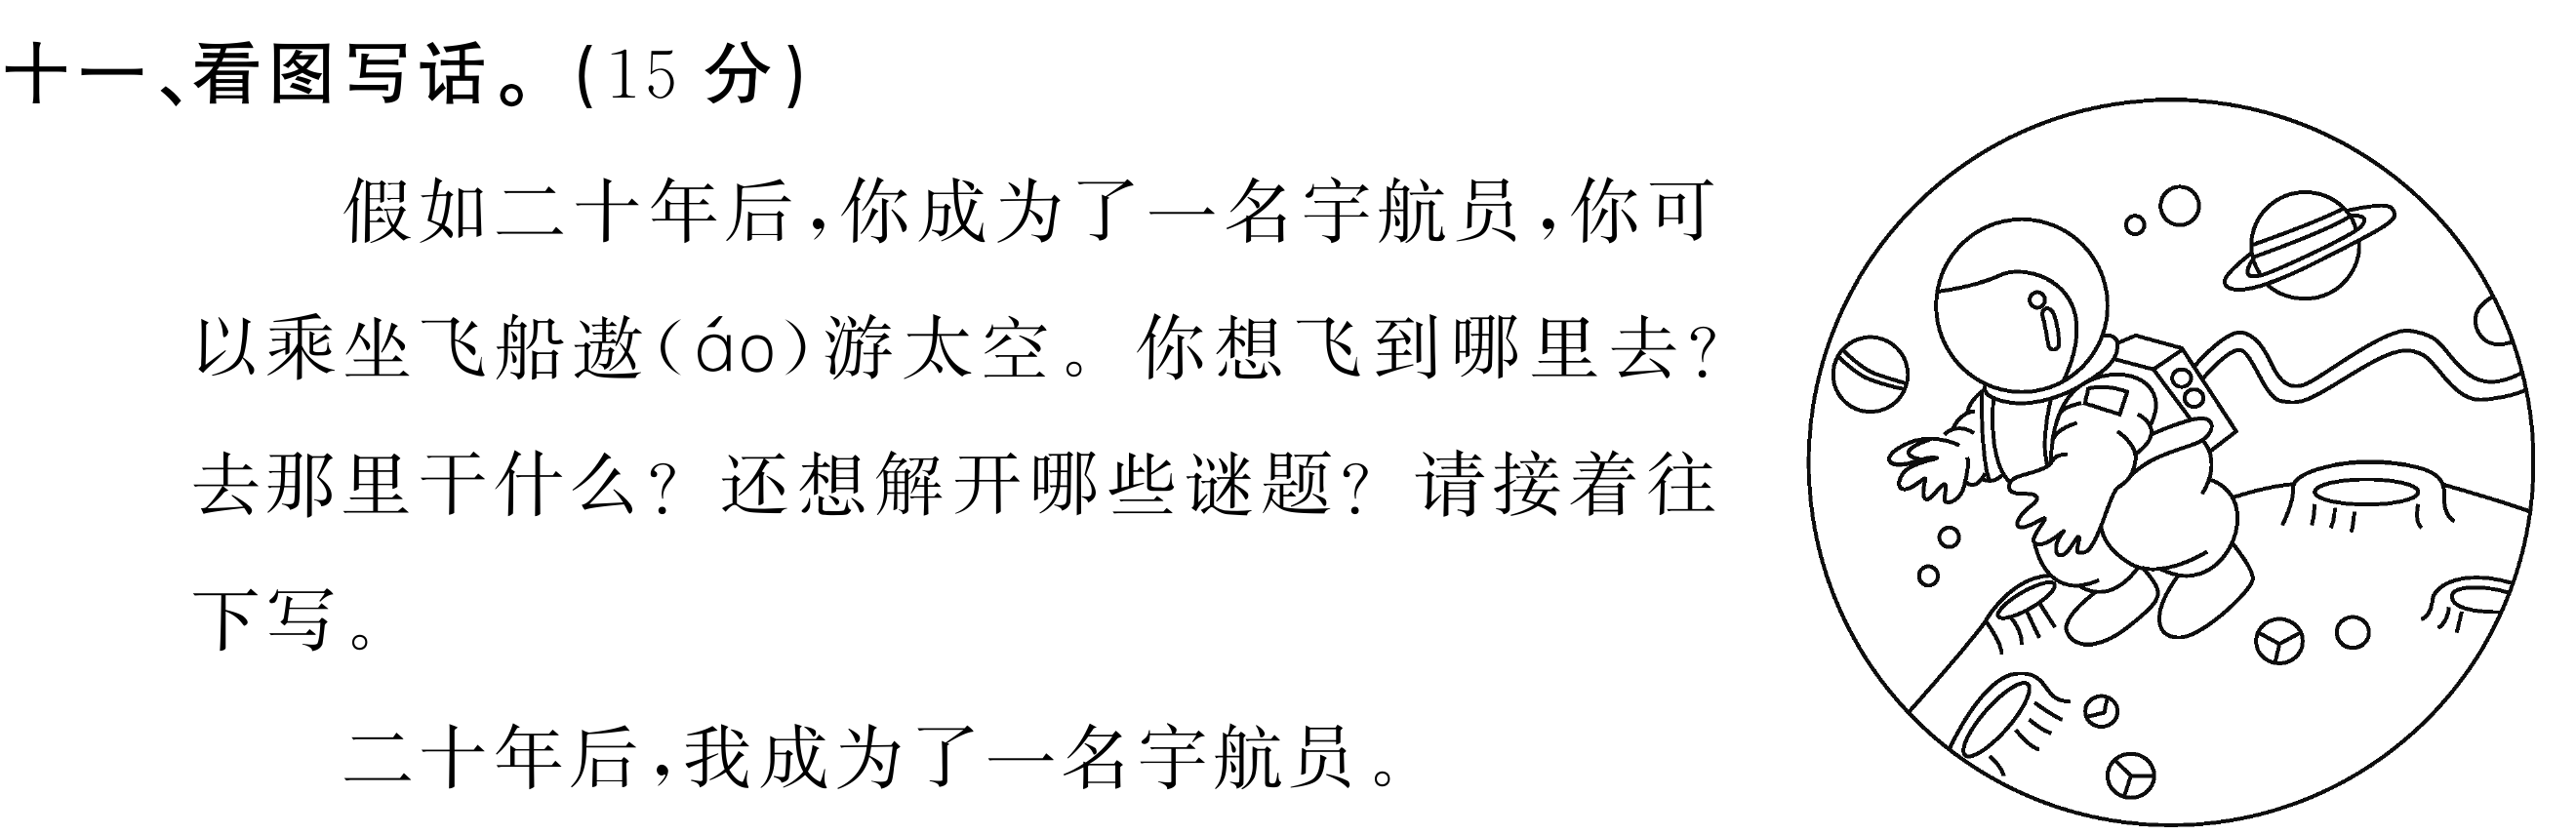 十一、看图写话。(15 分)
假如二十年后,你成为了一名宇航员,你可
以乘坐飞船遨(áo)游太空。你想飞到哪里去?
去那里干什么?还想解开哪些谜题?请接着往
下写。
二十年后,我成为了一名宇航员。